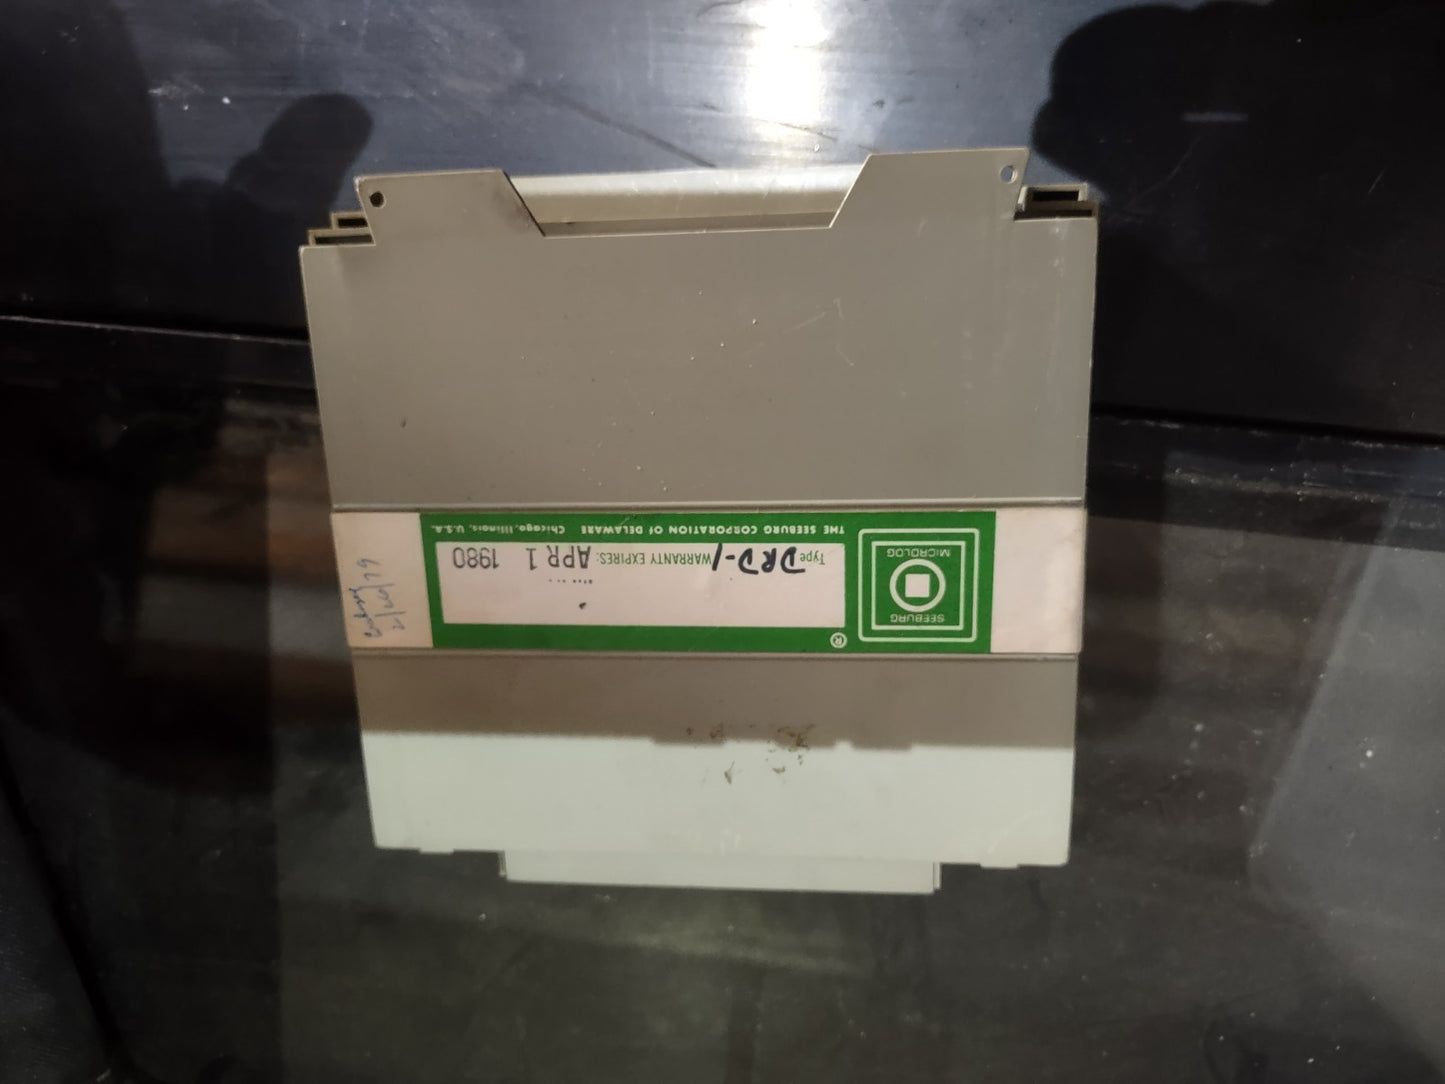 SEEBURG
MICROLOG
®
Type DRD-1 WARRANTY EXPIRES: APR 1 1980
THE SEEBURG CORPORATION of DELAWARE Chicago, Illinois, U.S.A.